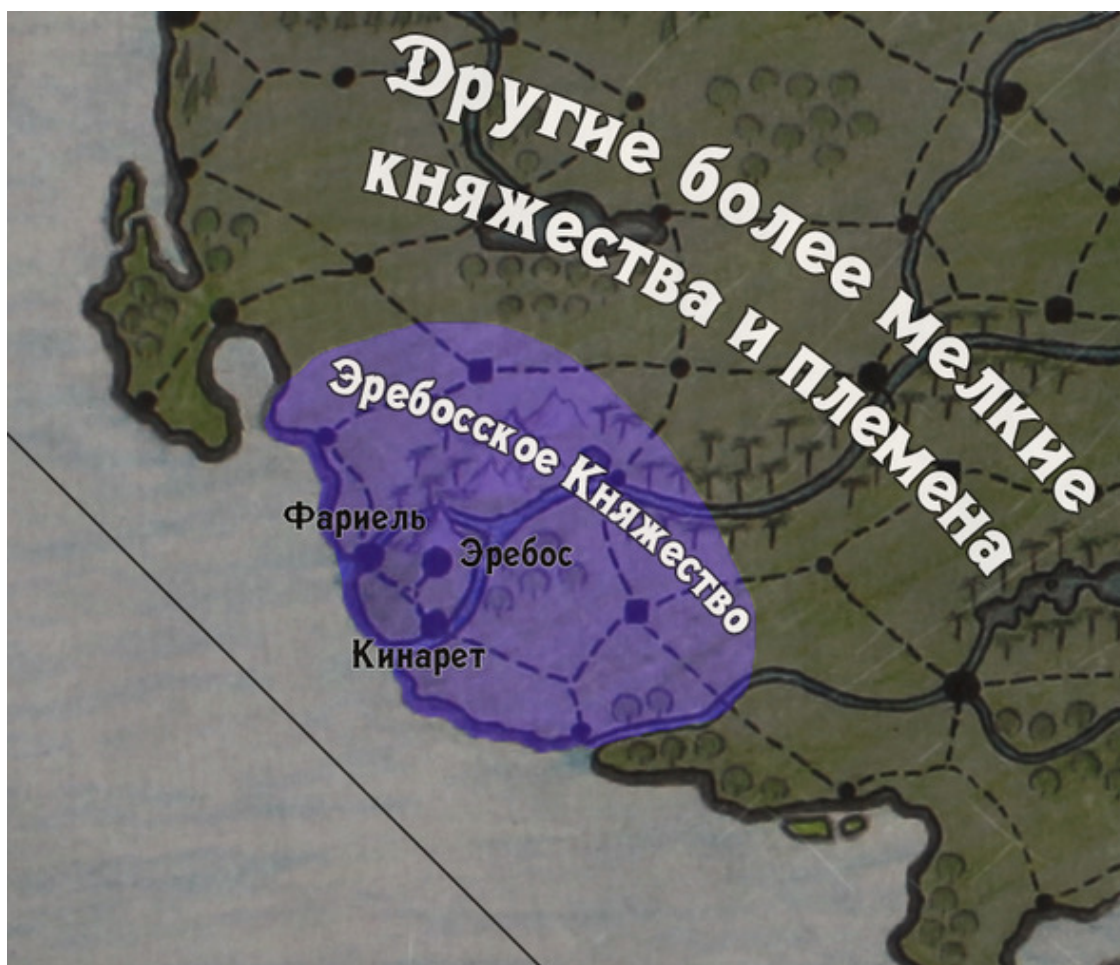 Другие более мелкие
княжества и племена
Эребосское Княжество
Фариель
Эребос
Кинарет